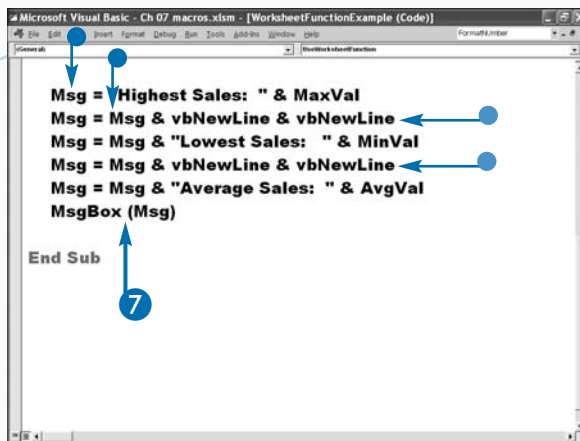 Microsoft Visual Basic - Ch 07 macros.xlsm - [WorksheetFunctionExample (Code)]
File Edit Insert Format Debug Run Tools Add-Ins Window Help FormatNumber
(General) UseWorksheetFunction
Msg = "Highest Sales: " & MaxVal
Msg = Msg & vbNewLine & vbNewLine
Msg = Msg & "Lowest Sales: " & MinVal
Msg = Msg & vbNewLine & vbNewLine
Msg = Msg & "Average Sales: " & AvgVal
MsgBox (Msg)
End Sub
7